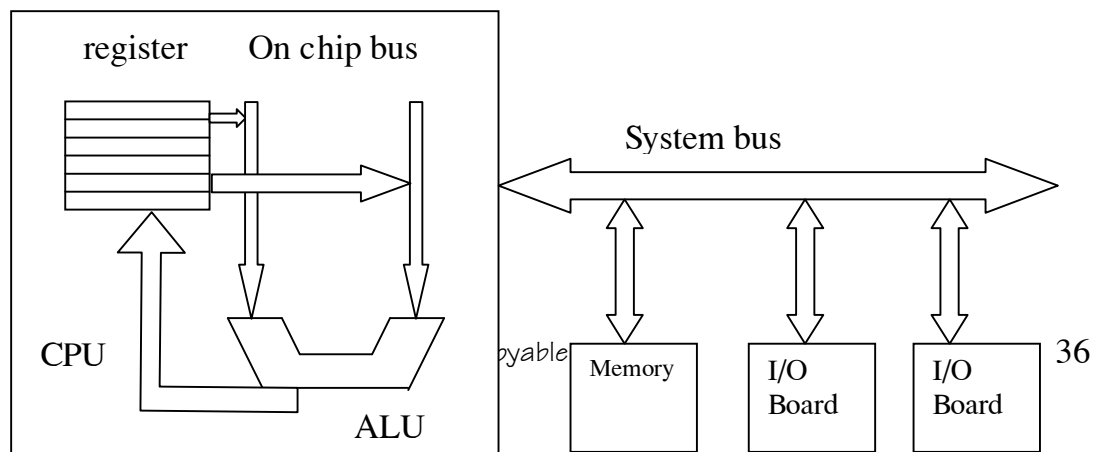 register
On chip bus
System bus
CPU
Memory
I/O
Board
I/O
Board
36
ALU